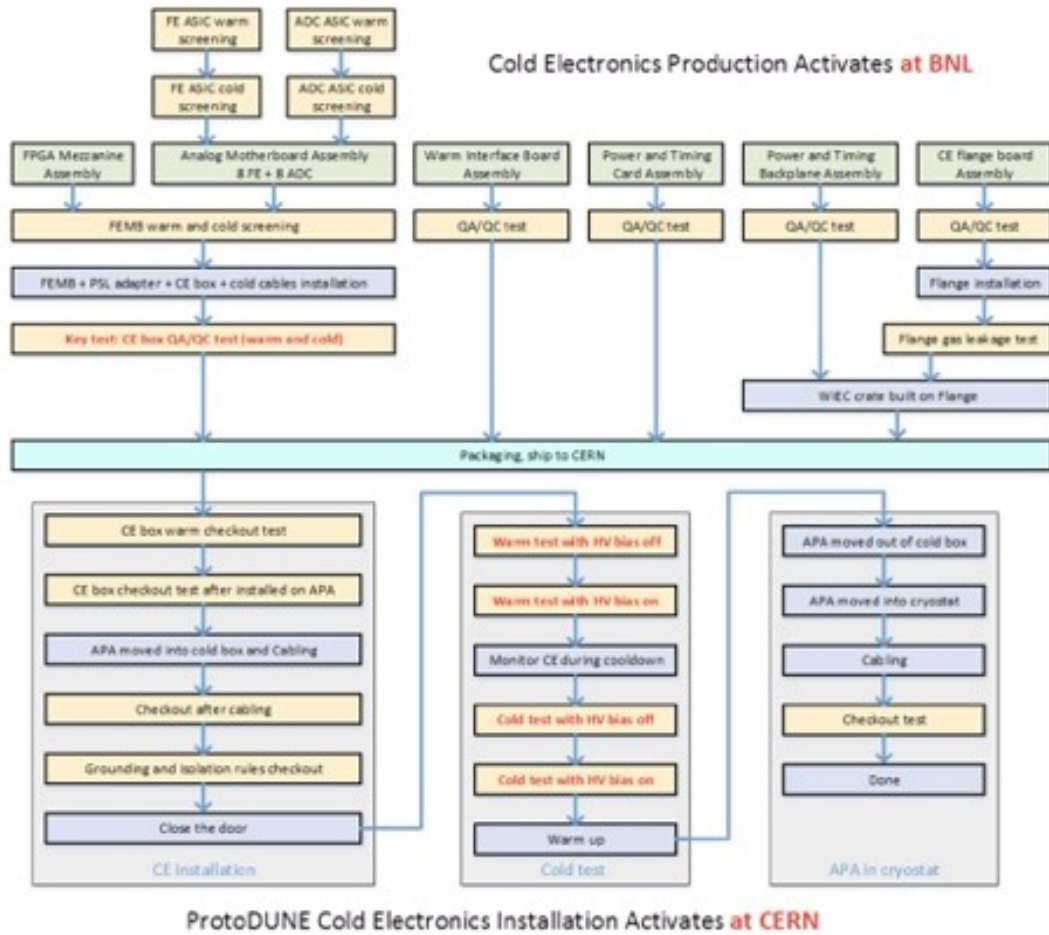 FE ASIC warm
screening
ADC ASIC warm
screening
Cold Electronics Production Activates at BNL
FE ASIC cold
screening
ADC ASIC cold
screening
FPGA Mezzanine
Assembly
Analog Motherboard Assembly
8 FE + 8 ADC
Warm Interface Board
Assembly
Power and Timing
Card Assembly
Power and Timing
Backplane Assembly
CE flange board
Assembly
FEMB warm and cold screening
QA/QC test
QA/QC test
QA/QC test
QA/QC test
FEMB + PSL adapter + CE box + cold cables installation
Flange installation
Key test: CE box QA/QC test (warm and cold)
Flange gas leakage test
WIEC crate built on Flange
Packaging, ship to CERN
CE box warm checkout test
CE box checkout test after installed on APA
APA moved into cold box and Cabling
Checkout after cabling
Grounding and isolation rules checkout
Close the door
CE installation
Warm test with HV bias off
Warm test with HV bias on
Monitor CE during cooldown
Cold test with HV bias off
Cold test with HV bias on
Warm up
Cold test
APA moved out of cold box
APA moved into cryostat
Cabling
Checkout test
Done
APA in cryostat
ProtoDUNE Cold Electronics Installation Activates at CERN